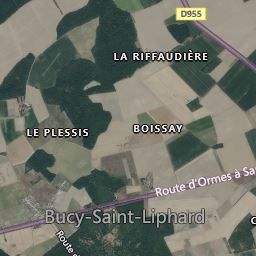 D955
LA RIFFAUDIÈRE
LE PLESSIS
BOISSAY
Route d'Ormes à Sa
Bucy-Saint-Liphard
Route d